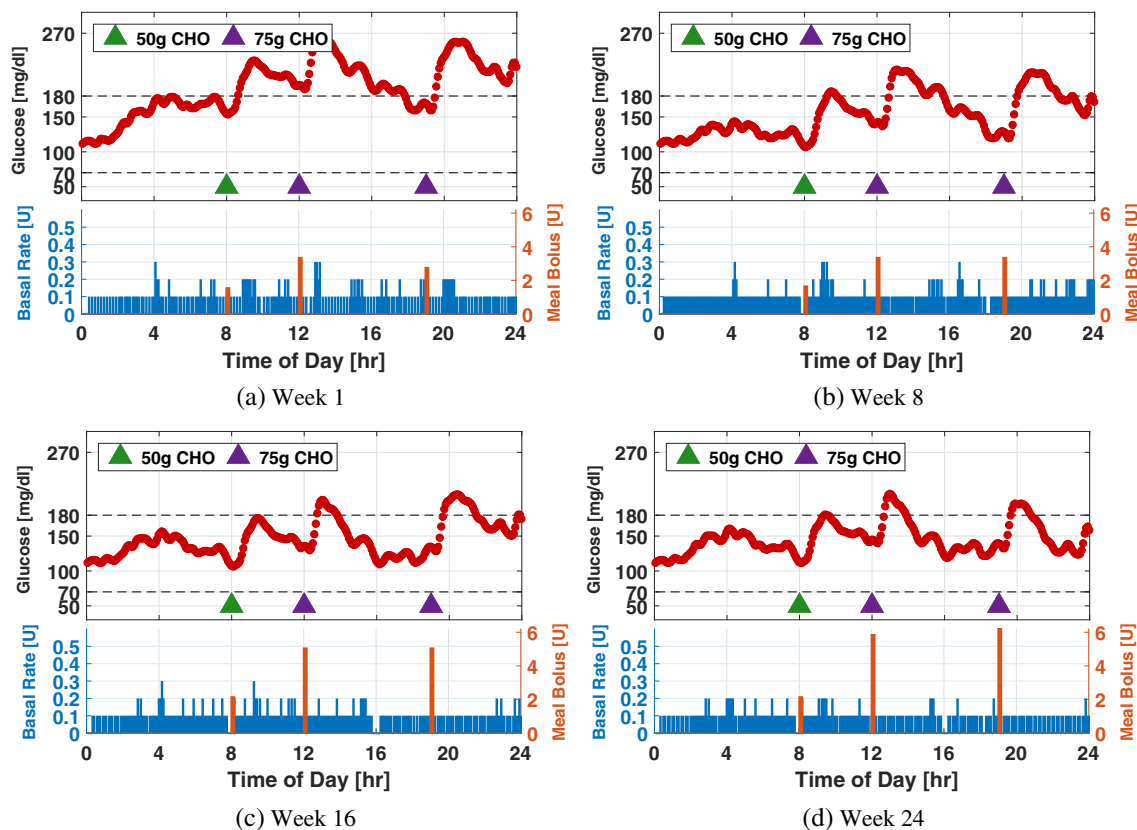 50g CHO 75g CHO
Glucose [mg/dl]
270
180
150
100
70
50
Basal Rate [U]
0.5
0.4
0.3
0.2
0.1
0
Meal Bolus [U]
6
4
2
0
0 4 8 12 16 20 24
Time of Day [hr]
(a) Week 1
50g CHO 75g CHO
Glucose [mg/dl]
270
180
150
100
70
50
Basal Rate [U]
0.5
0.4
0.3
0.2
0.1
0
Meal Bolus [U]
6
4
2
0
0 4 8 12 16 20 24
Time of Day [hr]
(b) Week 8
50g CHO 75g CHO
Glucose [mg/dl]
270
180
150
100
70
50
Basal Rate [U]
0.5
0.4
0.3
0.2
0.1
0
Meal Bolus [U]
6
4
2
0
0 4 8 12 16 20 24
Time of Day [hr]
(c) Week 16
50g CHO 75g CHO
Glucose [mg/dl]
270
180
150
100
70
50
Basal Rate [U]
0.5
0.4
0.3
0.2
0.1
0
Meal Bolus [U]
6
4
2
0
0 4 8 12 16 20 24
Time of Day [hr]
(d) Week 24